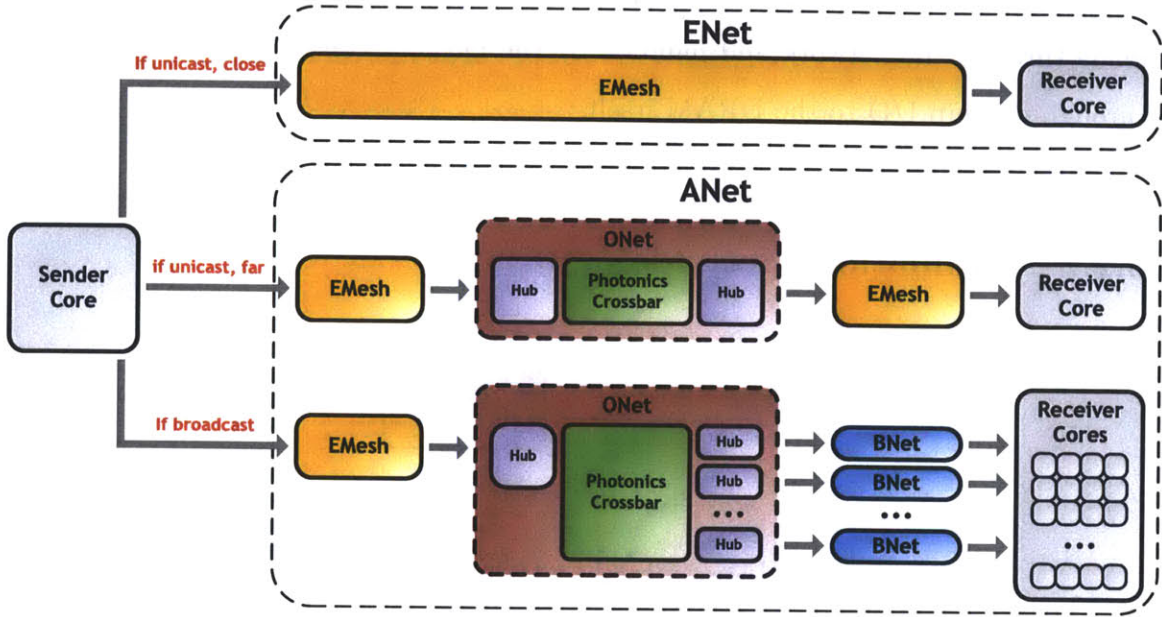 ENet
If unicast, close
EMesh
Receiver
Core
ANet
Sender
Core
if unicast, far
EMesh
ONet
Hub
Photonics
Crossbar
Hub
EMesh
Receiver
Core
If broadcast
EMesh
ONet
Hub
Photonics
Crossbar
Hub
Hub
•••
Hub
BNet
BNet
•••
BNet
Receiver
Cores
•••